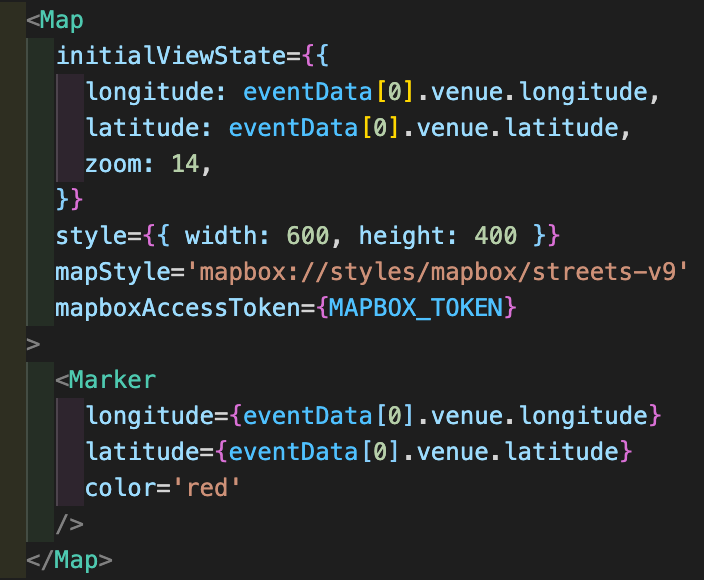 <Map
initialViewState={{
longitude: eventData[0].venue.longitude,
latitude: eventData[0].venue.latitude,
zoom: 14,
}}
style={{ width: 600, height: 400 }}
mapStyle='mapbox://styles/mapbox/streets-v9'
mapboxAccessToken={MAPBOX_TOKEN}
>
<Marker
longitude={eventData[0].venue.longitude}
latitude={eventData[0].venue.latitude}
color='red'
/>
</Map>